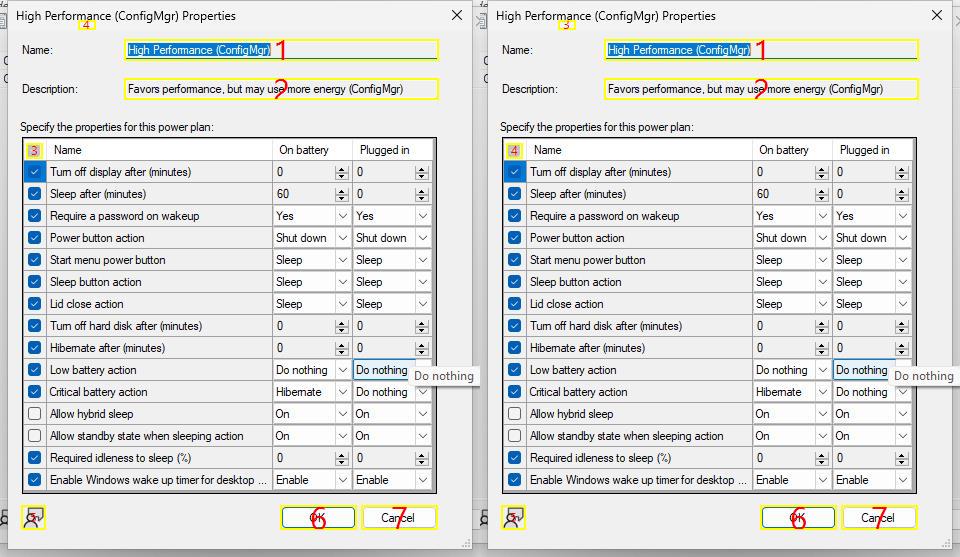 High Performance (ConfigMgr) Properties
4
Name: High Performance (ConfigMgr) 1
Description: Favors performance, but may use more energy (ConfigMgr) 2
Specify the properties for this power plan:
3 Name On battery Plugged in
Turn off display after (minutes) 0 0
Sleep after (minutes) 60 0
Require a password on wakeup Yes Yes
Power button action Shut down Shut down
Start menu power button Sleep Sleep
Sleep button action Sleep Sleep
Lid close action Sleep Sleep
Turn off hard disk after (minutes) 0 0
Hibernate after (minutes) 0 0
Low battery action Do nothing Do nothing
Do nothing
Critical battery action Hibernate Do nothing
Allow hybrid sleep On On
Allow standby state when sleeping action On On
Required idleness to sleep (%) 0 0
Enable Windows wake up timer for desktop ... Enable Enable
5 OK 6 Cancel 7
High Performance (ConfigMgr) Properties
3
Name: High Performance (ConfigMgr) 1
Description: Favors performance, but may use more energy (ConfigMgr) 2
Specify the properties for this power plan:
4 Name On battery Plugged in
Turn off display after (minutes) 0 0
Sleep after (minutes) 60 0
Require a password on wakeup Yes Yes
Power button action Shut down Shut down
Start menu power button Sleep Sleep
Sleep button action Sleep Sleep
Lid close action Sleep Sleep
Turn off hard disk after (minutes) 0 0
Hibernate after (minutes) 0 0
Low battery action Do nothing Do nothing
Do nothing
Critical battery action Hibernate Do nothing
Allow hybrid sleep On On
Allow standby state when sleeping action On On
Required idleness to sleep (%) 0 0
Enable Windows wake up timer for desktop ... Enable Enable
5 OK 6 Cancel 7